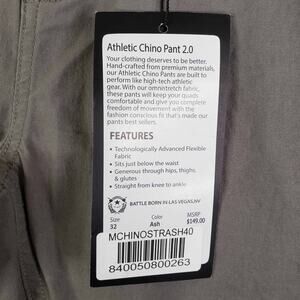 Athletic Chino Pant 2.0
Your clothing deserves to be better.
Hand-crafted from premium materials,
our Athletic Chino Pants are built to
perform like high-tech athletic
gear. With our omnistretch fabric,
these pants will keep your quads
comfortable and give you complete
freedom of movement with the
fashion conscious fit that's made our
pants best sellers.
FEATURES
• Technologically Advanced Flexible
Fabric
• Sits just below the waist
• Generous through hips, thighs,
& glutes
• Straight from knee to ankle
BATTLE BORN IN LAS VEGAS, NV
Size Color MSRP
32 Ash $149.00
MCHINOSTRASH40
840050800263